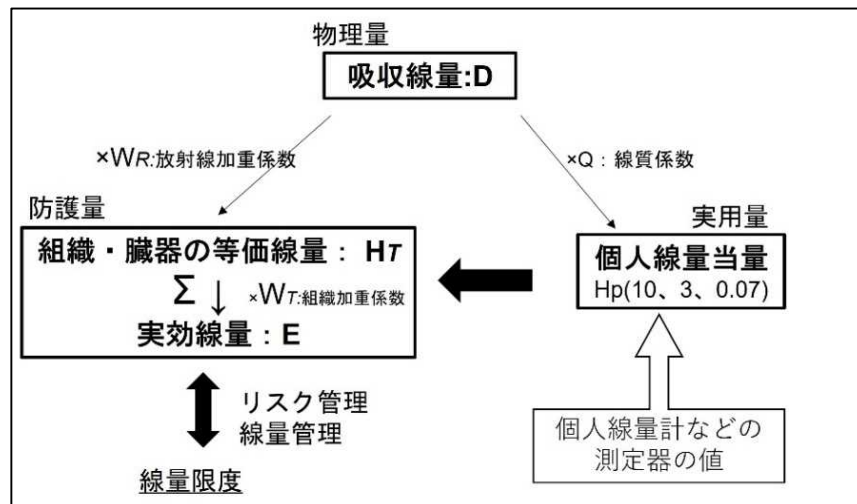 物理量
吸収線量:D
×WR:放射線加重係数
×Q：線質係数
防護量
実用量
組織・臓器の等価線量： HT
Σ ↓ ×WT:組織加重係数
実効線量：E
個人線量当量
Hp(10、3、0.07)
リスク管理
線量管理
線量限度
個人線量計などの
測定器の値